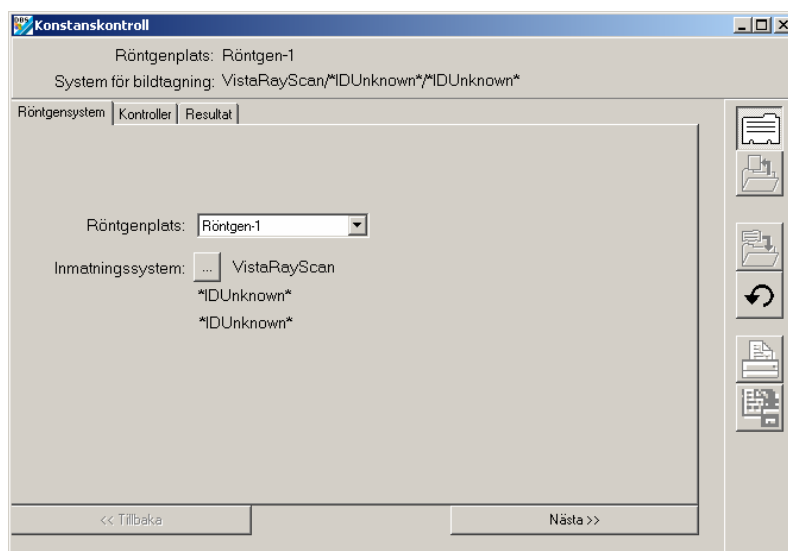 DBS Konstanskontroll
Röntgenplats: Röntgen-1
System för bildtagning: VistaRayScan/*IDUnknown*/*IDUnknown*
Röntgensystem Kontroller Resultat
Röntgenplats: Röntgen-1
Inmatningssystem: ... VistaRayScan
*IDUnknown*
*IDUnknown*
<< Tillbaka Nästa >>